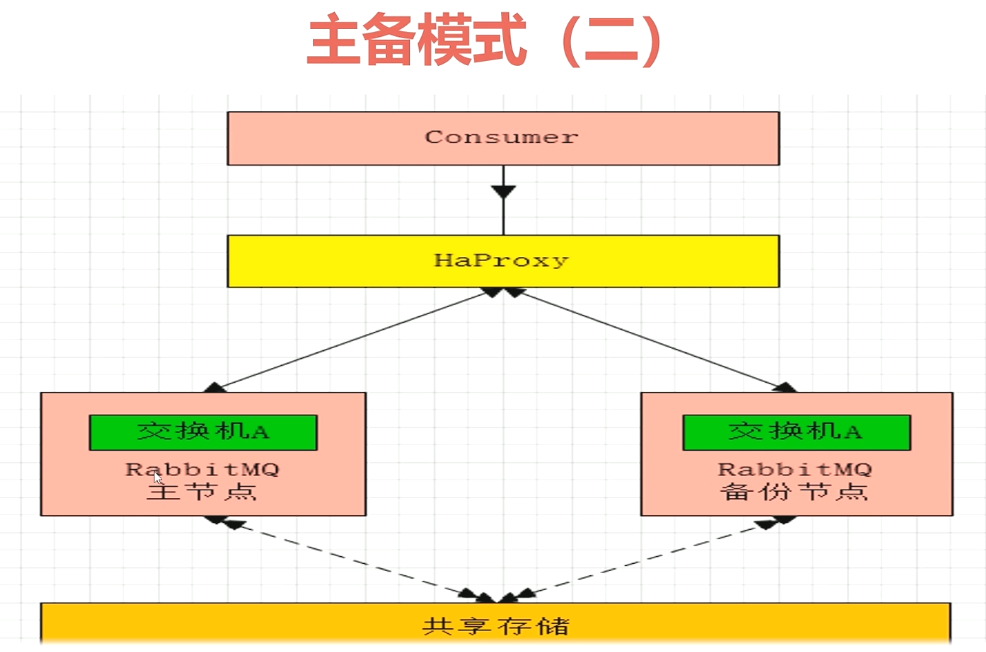 主备模式（二）
Consumer
HaProxy
交换机A
RabbitMQ
主节点
交换机A
RabbitMQ
备份节点
共享存储